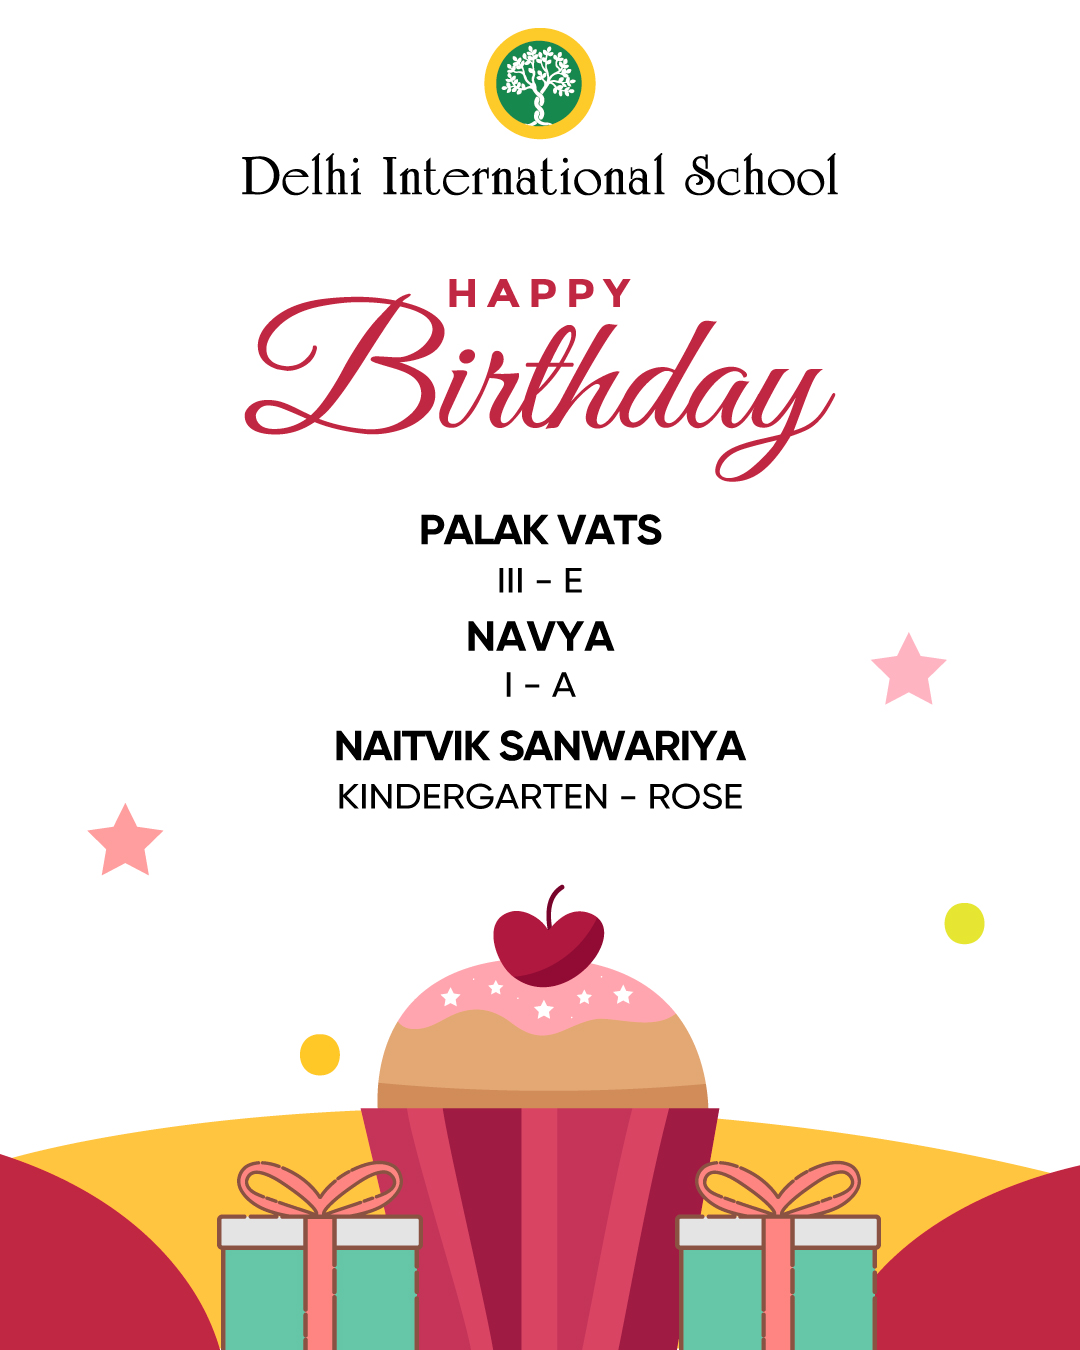 Delhi International School
HAPPY
Birthday
PALAK VATS
III - E
NAVYA
I - A
NAITVIK SANWARIYA
KINDERGARTEN - ROSE